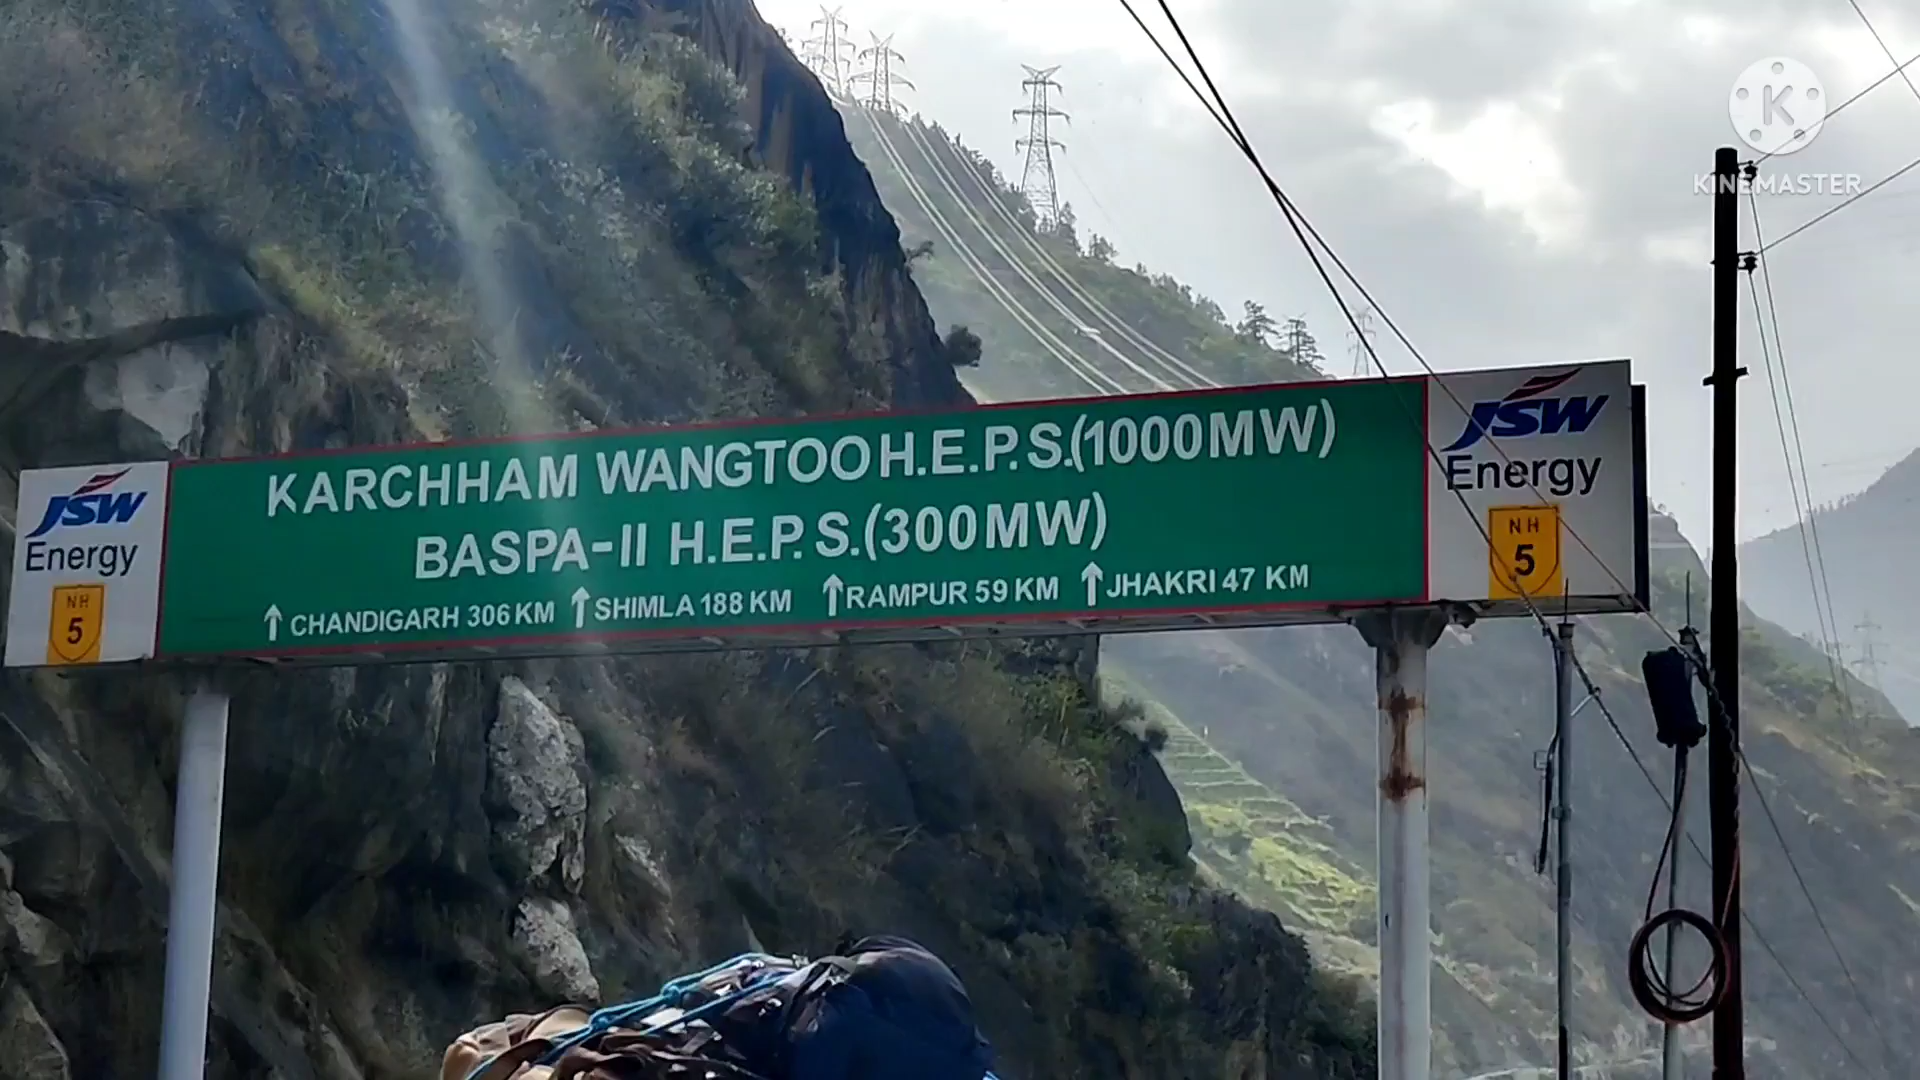 K
KINEMASTER
KARCHHAM WANGTOO H.E.P.S.(1000MW)
BASPA-II H.E.P.S.(300MW)
↑ CHANDIGARH 306 KM ↑ SHIMLA 188 KM ↑ RAMPUR 59 KM ↑ JHAKRI 47 KM
JSW
Energy
NH
5
JSW
Energy
NH
5